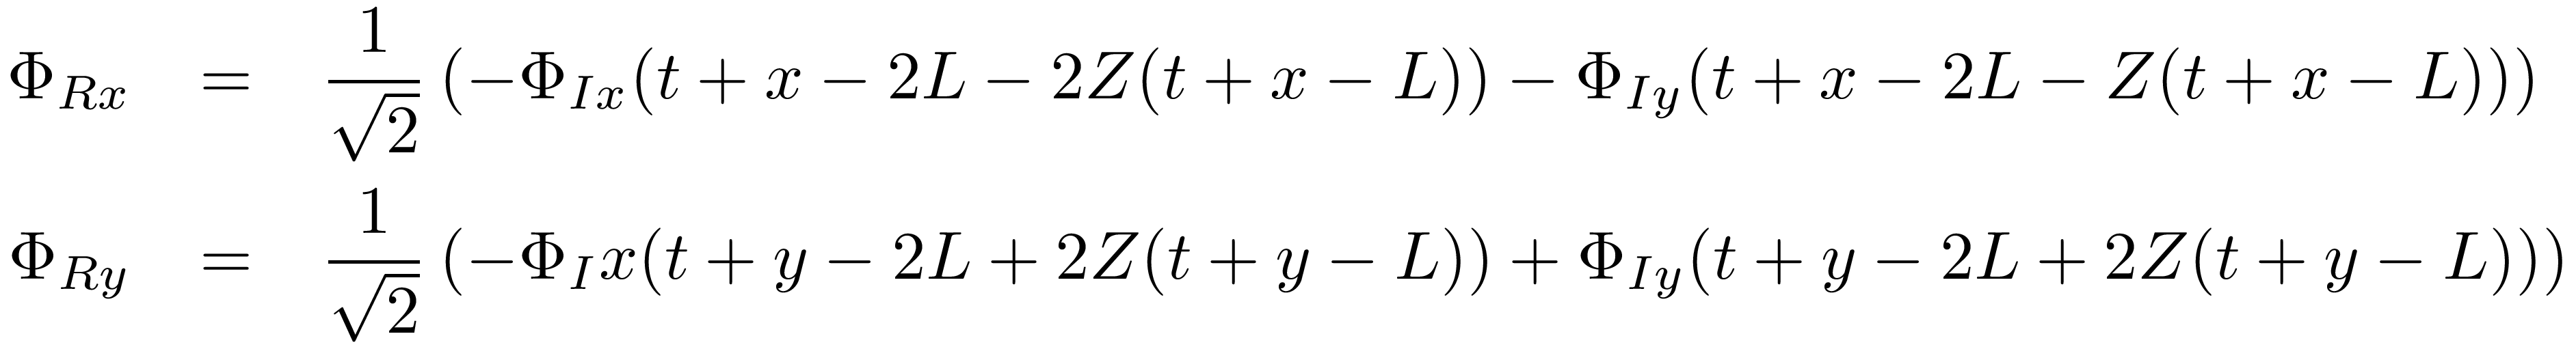 Φ_{Rx} = \frac{1}{\sqrt{2}} (−Φ_{Ix}(t + x − 2L − 2Z(t + x − L)) − Φ_{Iy}(t + x − 2L − Z(t + x − L)))
Φ_{Ry} = \frac{1}{\sqrt{2}} (−Φ_I x(t + y − 2L + 2Z(t + y − L)) + Φ_{Iy}(t + y − 2L + 2Z(t + y − L)))